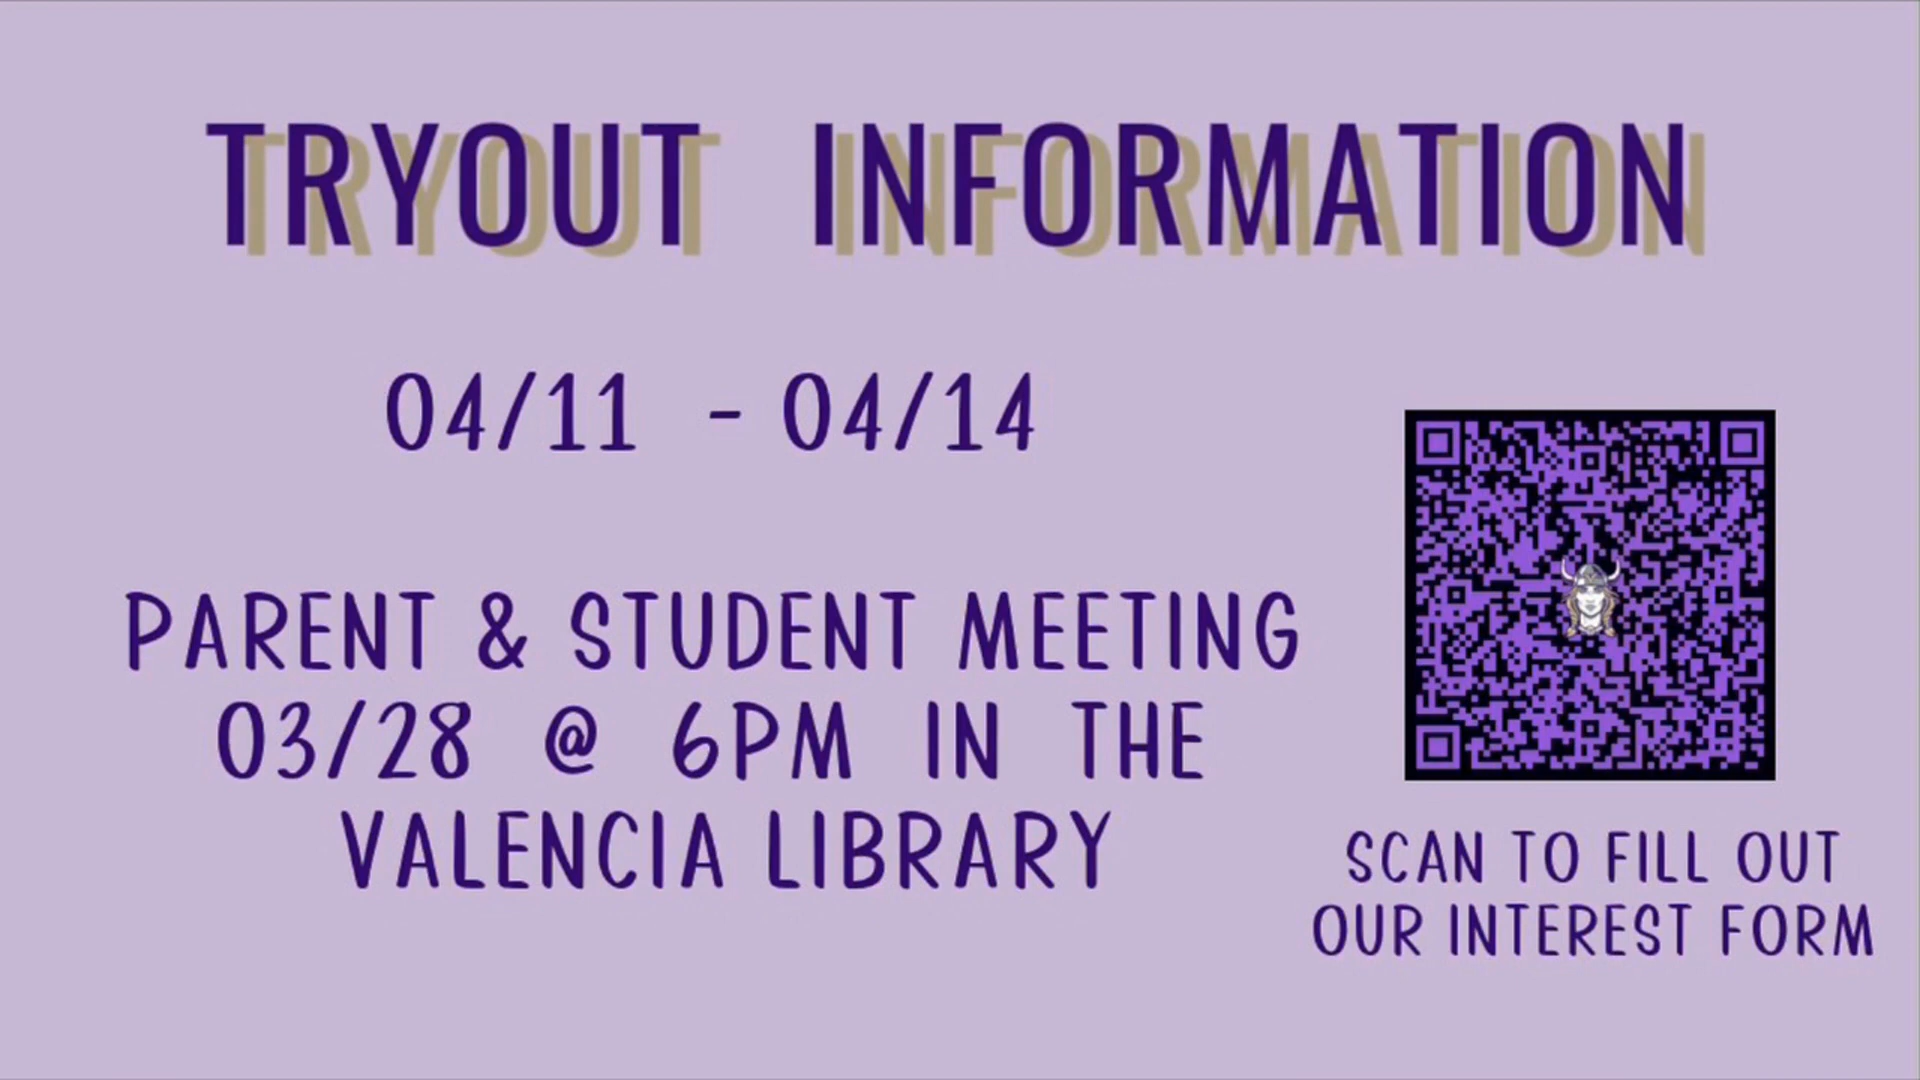 TRYOUT INFORMATION
04/11 - 04/14
PARENT & STUDENT MEETING
03/28 @ 6PM IN THE
VALENCIA LIBRARY
SCAN TO FILL OUT
OUR INTEREST FORM